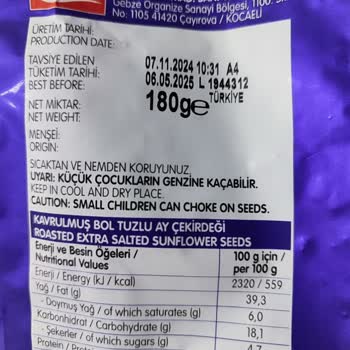 Gebze Organize Sanayi Bölgesi, 1100.
No: 1105 41420 Çayırova / KOCAELİ
ÜRETİM TARİHİ:
PRODUCTION DATE:
TAVSİYE EDİLEN
TÜKETİM TARİHİ:
BEST BEFORE:
07.11.2024 10:31 A4
06.05.2025 L 1944312
NET MİKTAR:
NET WEIGHT:
180g℮
TÜRKİYE
MENŞEİ:
ORIGIN:
SICAKTAN VE NEMDEN KORUYUNUZ.
UYARI: KÜÇÜK ÇOCUKLARIN GENZİNE KAÇABİLİR.
KEEP IN COOL AND DRY PLACE.
CAUTION: SMALL CHILDREN CAN CHOKE ON SEEDS.
KAVRULMUŞ BOL TUZLU AY ÇEKİRDEĞİ
ROASTED EXTRA SALTED SUNFLOWER SEEDS
Enerji ve Besin Öğeleri /
Nutritional Values
100 g için /
per 100 g
Enerji / Energy (kJ / kcal) 2320 / 559
Yağ / Fat (g) 39,3
- Doymuş Yağ / of which saturates (g) 6,0
Karbonhidrat / Carbohydrate (g) 18,1
- Şekerler / of which sugars (g) 4,7
Protein /